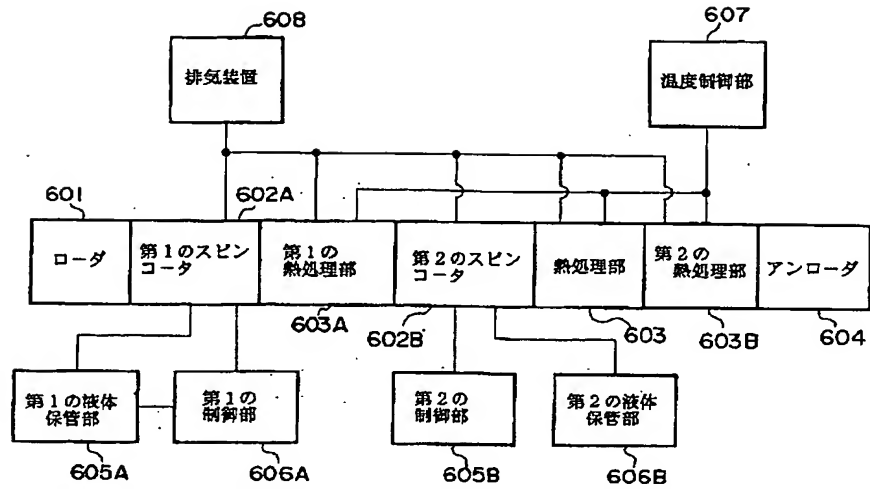 608
607
排気装置
温度制御部
601
602A
ローダ
第1のスピン
コータ
第1の
熱処理部
第2のスピン
コータ
熱処理部
第2の
熱処理部
アンローダ
603A
602B
603
603B
604
第1の液体
保管部
第1の
制御部
第2の
制御部
第2の液体
保管部
605A
606A
605B
606B